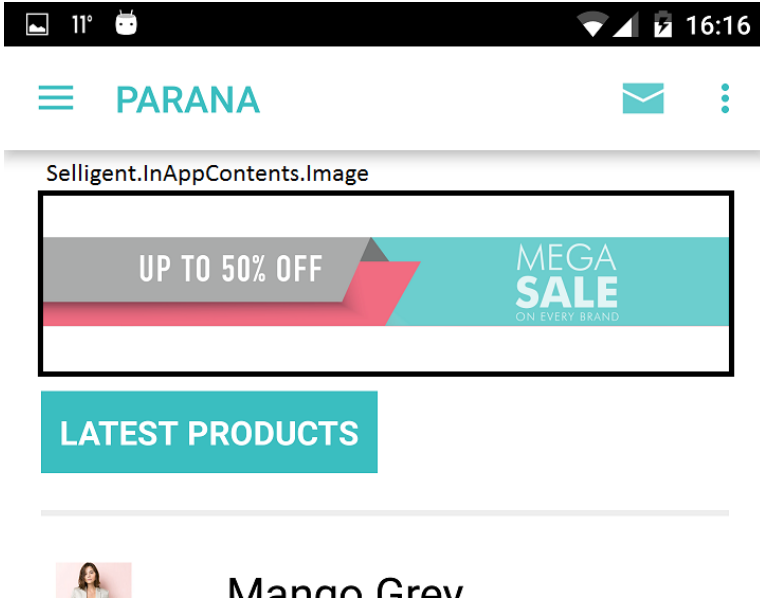 11°
16:16
PARANA
Selligent.InAppContents.Image
UP TO 50% OFF
MEGA
SALE
ON EVERY BRAND
LATEST PRODUCTS
Mango Grey